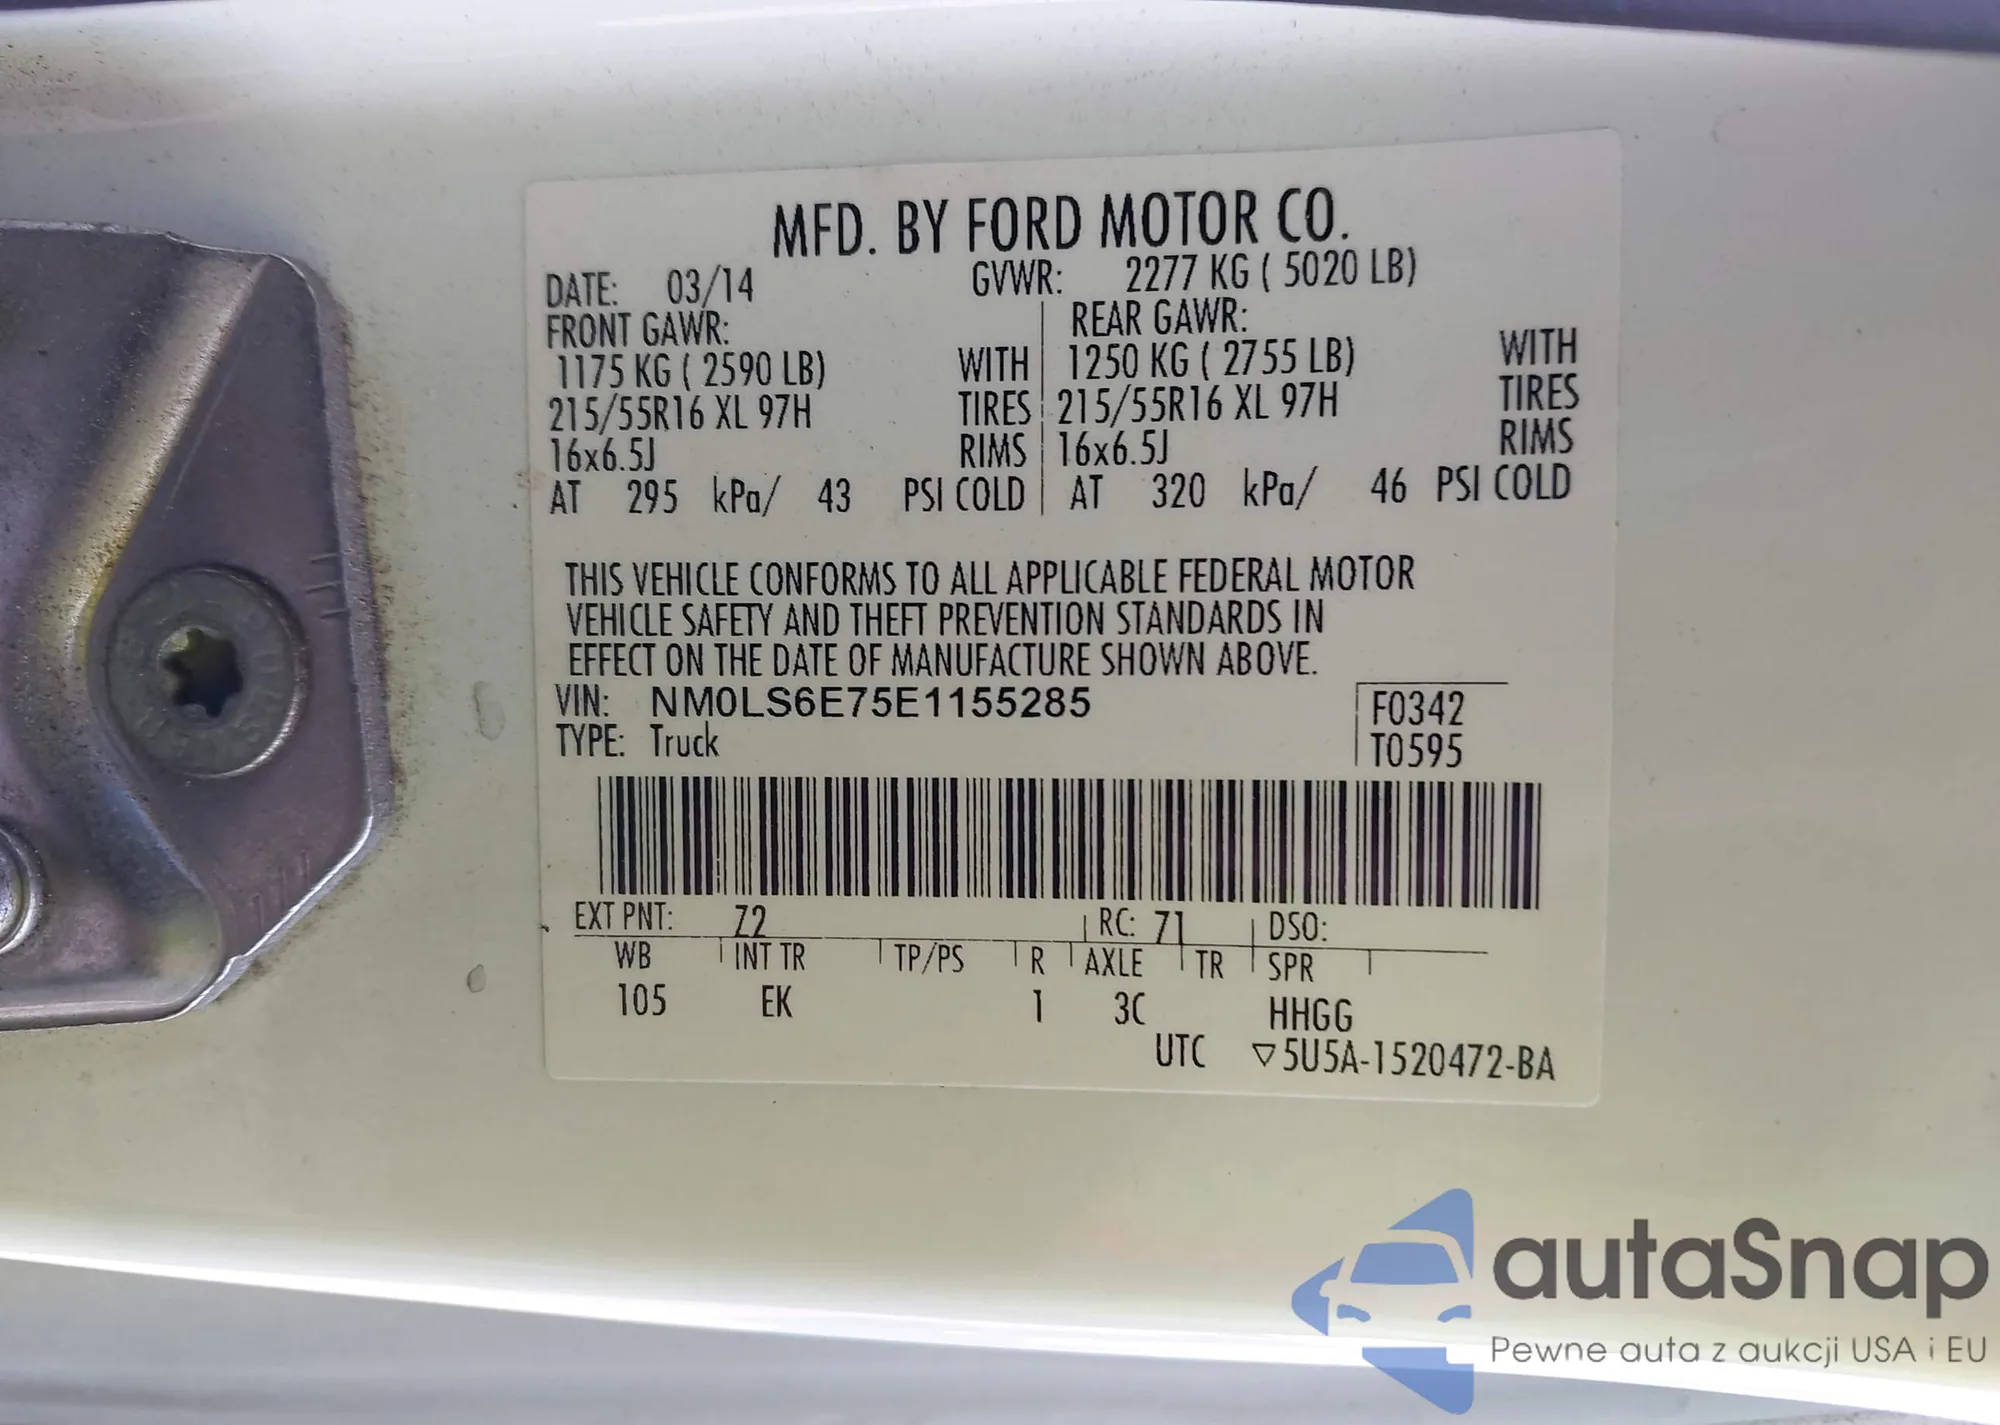 MFD. BY FORD MOTOR CO.
DATE: 03/14 GVWR: 2277 KG ( 5020 LB)
FRONT GAWR: REAR GAWR:
1175 KG ( 2590 LB) WITH 1250 KG ( 2755 LB) WITH
215/55R16 XL 97H TIRES 215/55R16 XL 97H TIRES
16x6.5J RIMS 16x6.5J RIMS
AT 295 kPa/ 43 PSI COLD AT 320 kPa/ 46 PSI COLD
THIS VEHICLE CONFORMS TO ALL APPLICABLE FEDERAL MOTOR
VEHICLE SAFETY AND THEFT PREVENTION STANDARDS IN
EFFECT ON THE DATE OF MANUFACTURE SHOWN ABOVE.
VIN: NM0LS6E75E1155285 F0342
TYPE: Truck T0595
EXT PNT: Z2 RC: 71 DSO:
WB INT TR TP/PS R AXLE TR SPR
105 EK 1 3C HHGG
UTC ▽5U5A-1520472-BA
autaSnap
Pewne auta z aukcji USA i EU